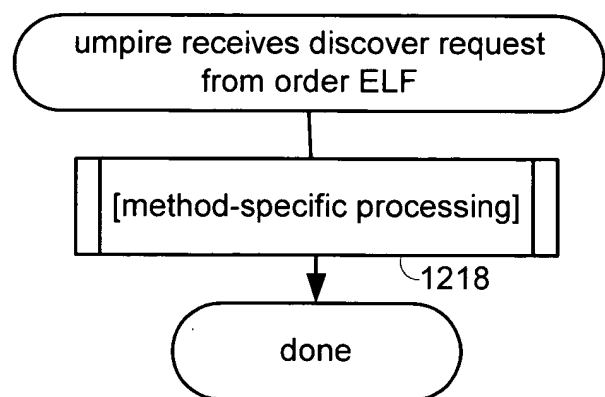 umpire receives discover request
from order ELF
[method-specific processing]
1218
done